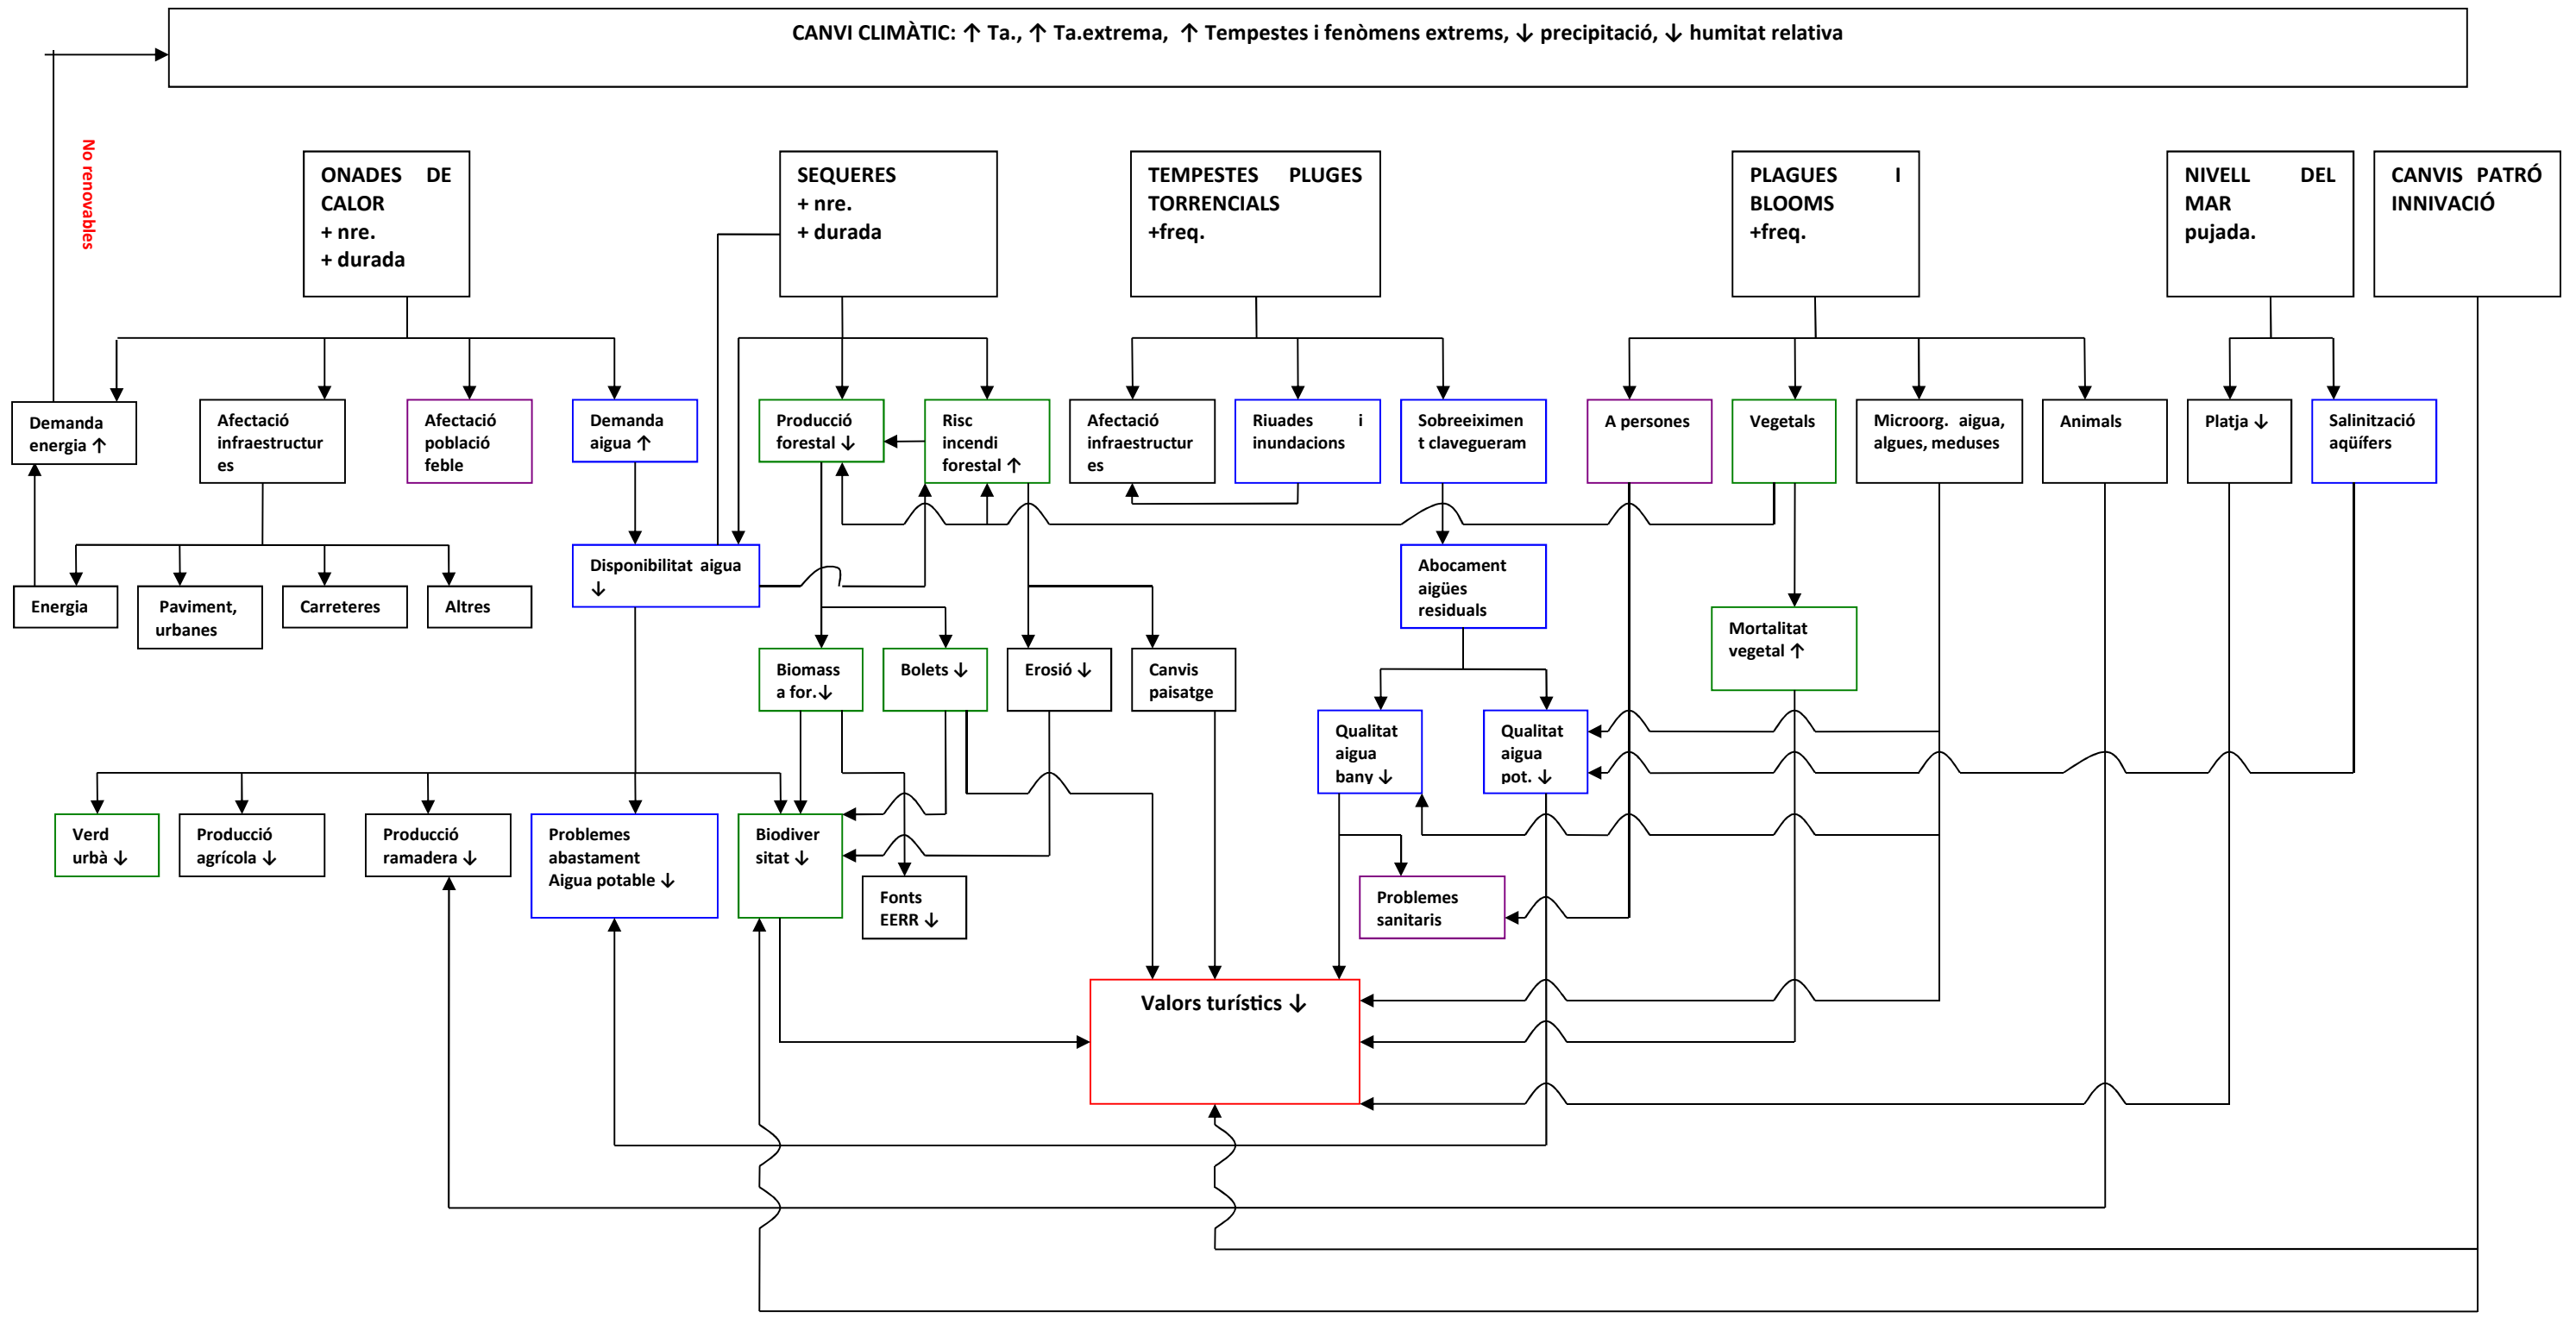 CANVI CLIMÀTIC: ↑ Ta., ↑ Ta.extrema, ↑ Tempestes i fenòmens extrems, ↓ precipitació, ↓ humitat relativa
No renovables
ONADES DE
CALOR
+ nre.
+ durada
SEQUERES
+ nre.
+ durada
TEMPESTES PLUGES
TORRENCIALS
+freq.
PLAGUES I
BLOOMS
+freq.
NIVELL DEL
MAR
pujada.
CANVIS PATRÓ
INNIVACIÓ
Demanda
energia ↑
Afectació
infraestructur
es
Afectació
població
feble
Demanda
aigua ↑
Producció
forestal ↓
Risc
incendi
forestal ↑
Afectació
infraestructur
es
Riuades i
inundacions
Sobreeiximen
t clavegueram
A persones
Vegetals
Microorg. aigua,
algues, meduses
Animals
Platja ↓
Salinització
aqüífers
Energia
Paviment,
urbanes
Carreteres
Altres
Disponibilitat aigua
↓
Abocament
aigües
residuals
Mortalitat
vegetal ↑
Biomass
a for.↓
Bolets ↓
Erosió ↓
Canvis
paisatge
Qualitat
aigua
bany ↓
Qualitat
aigua
pot. ↓
Verd
urbà ↓
Producció
agrícola ↓
Producció
ramadera ↓
Problemes
abastament
Aigua potable ↓
Biodiver
sitat ↓
Fonts
EERR ↓
Problemes
sanitaris
Valors turístics ↓